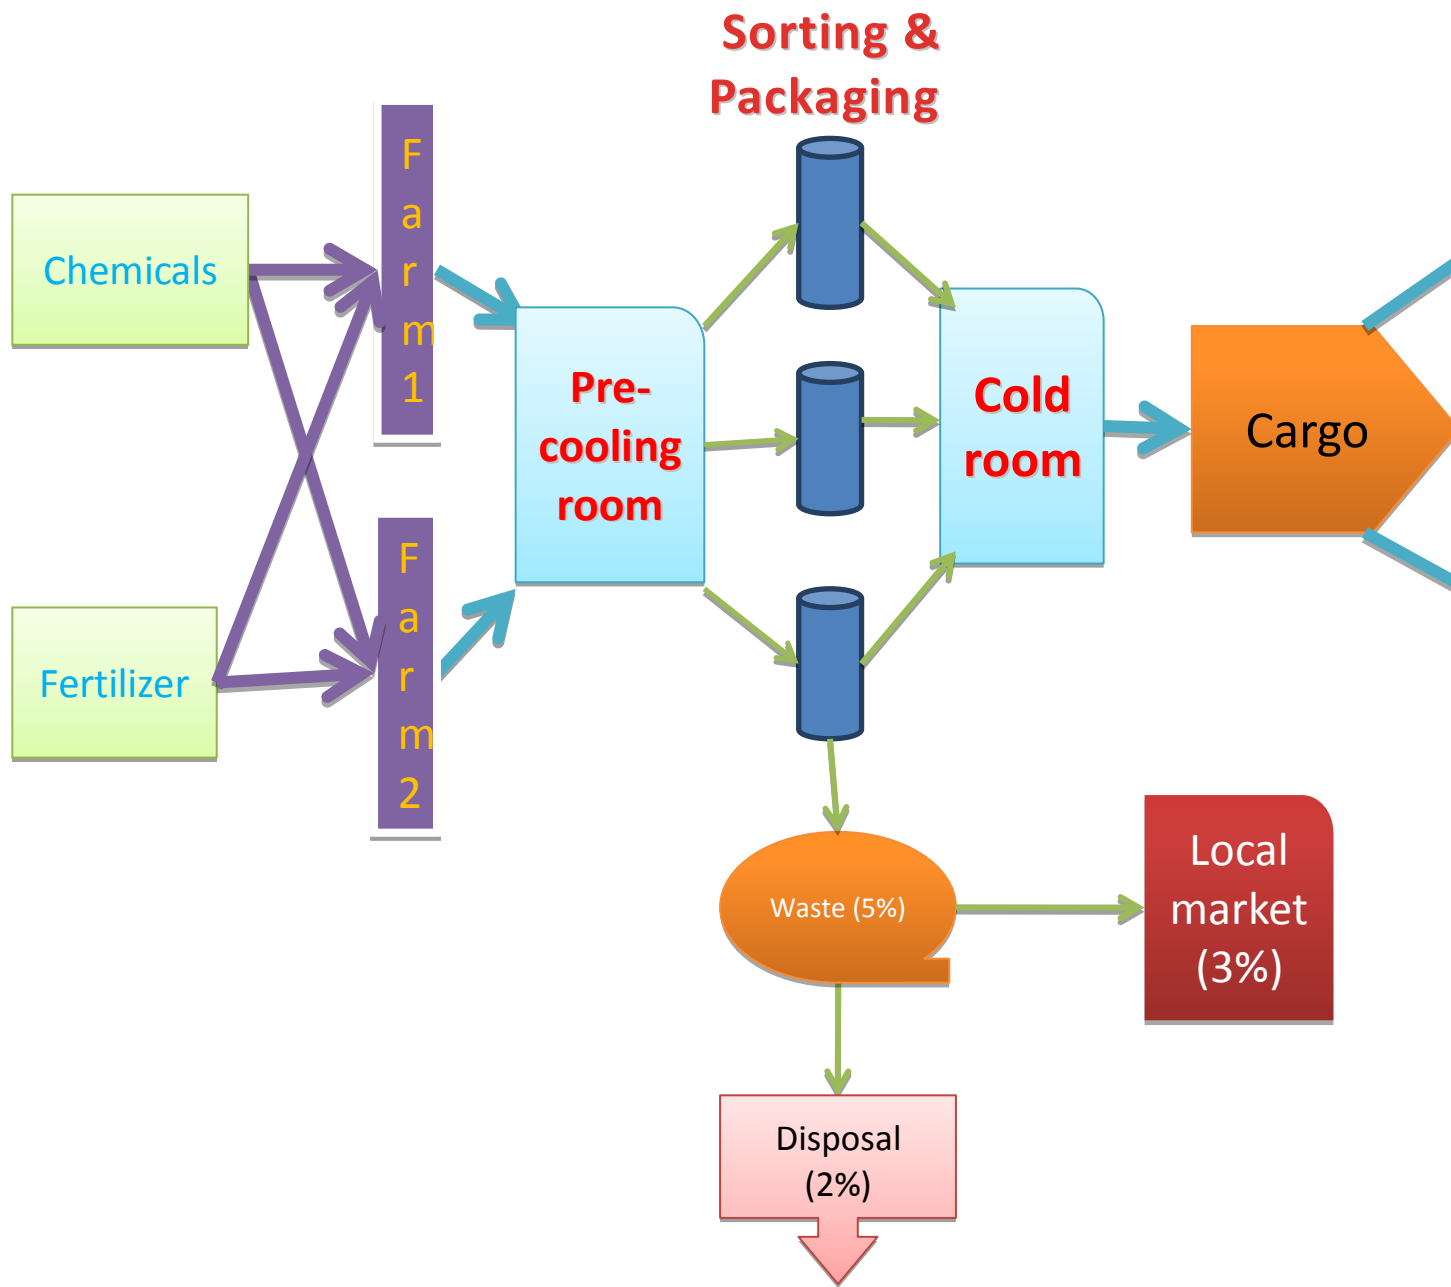 Sorting &
Packaging
Chemicals
Fertilizer
F
a
r
m
1
F
a
r
m
2
Pre-
cooling
room
Cold
room
Cargo
Waste (5%)
Local
market
(3%)
Disposal
(2%)